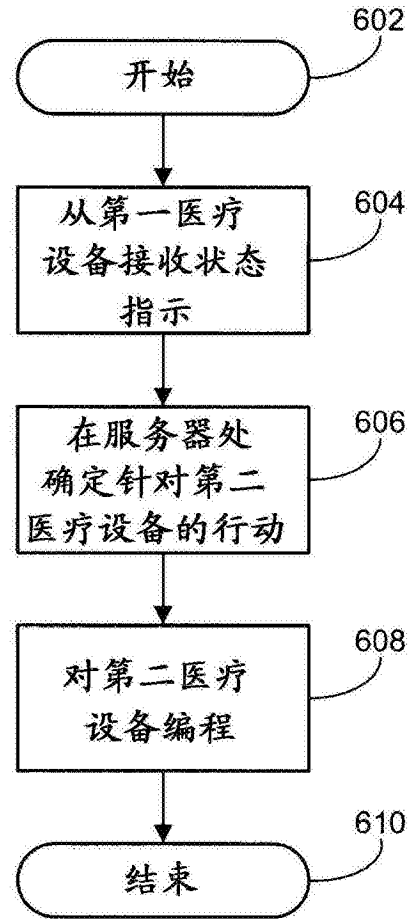 602
开始
604
从第一医疗
设备接收状态
指示
606
在服务器处
确定针对第二
医疗设备的行动
608
对第二医疗
设备编程
610
结束